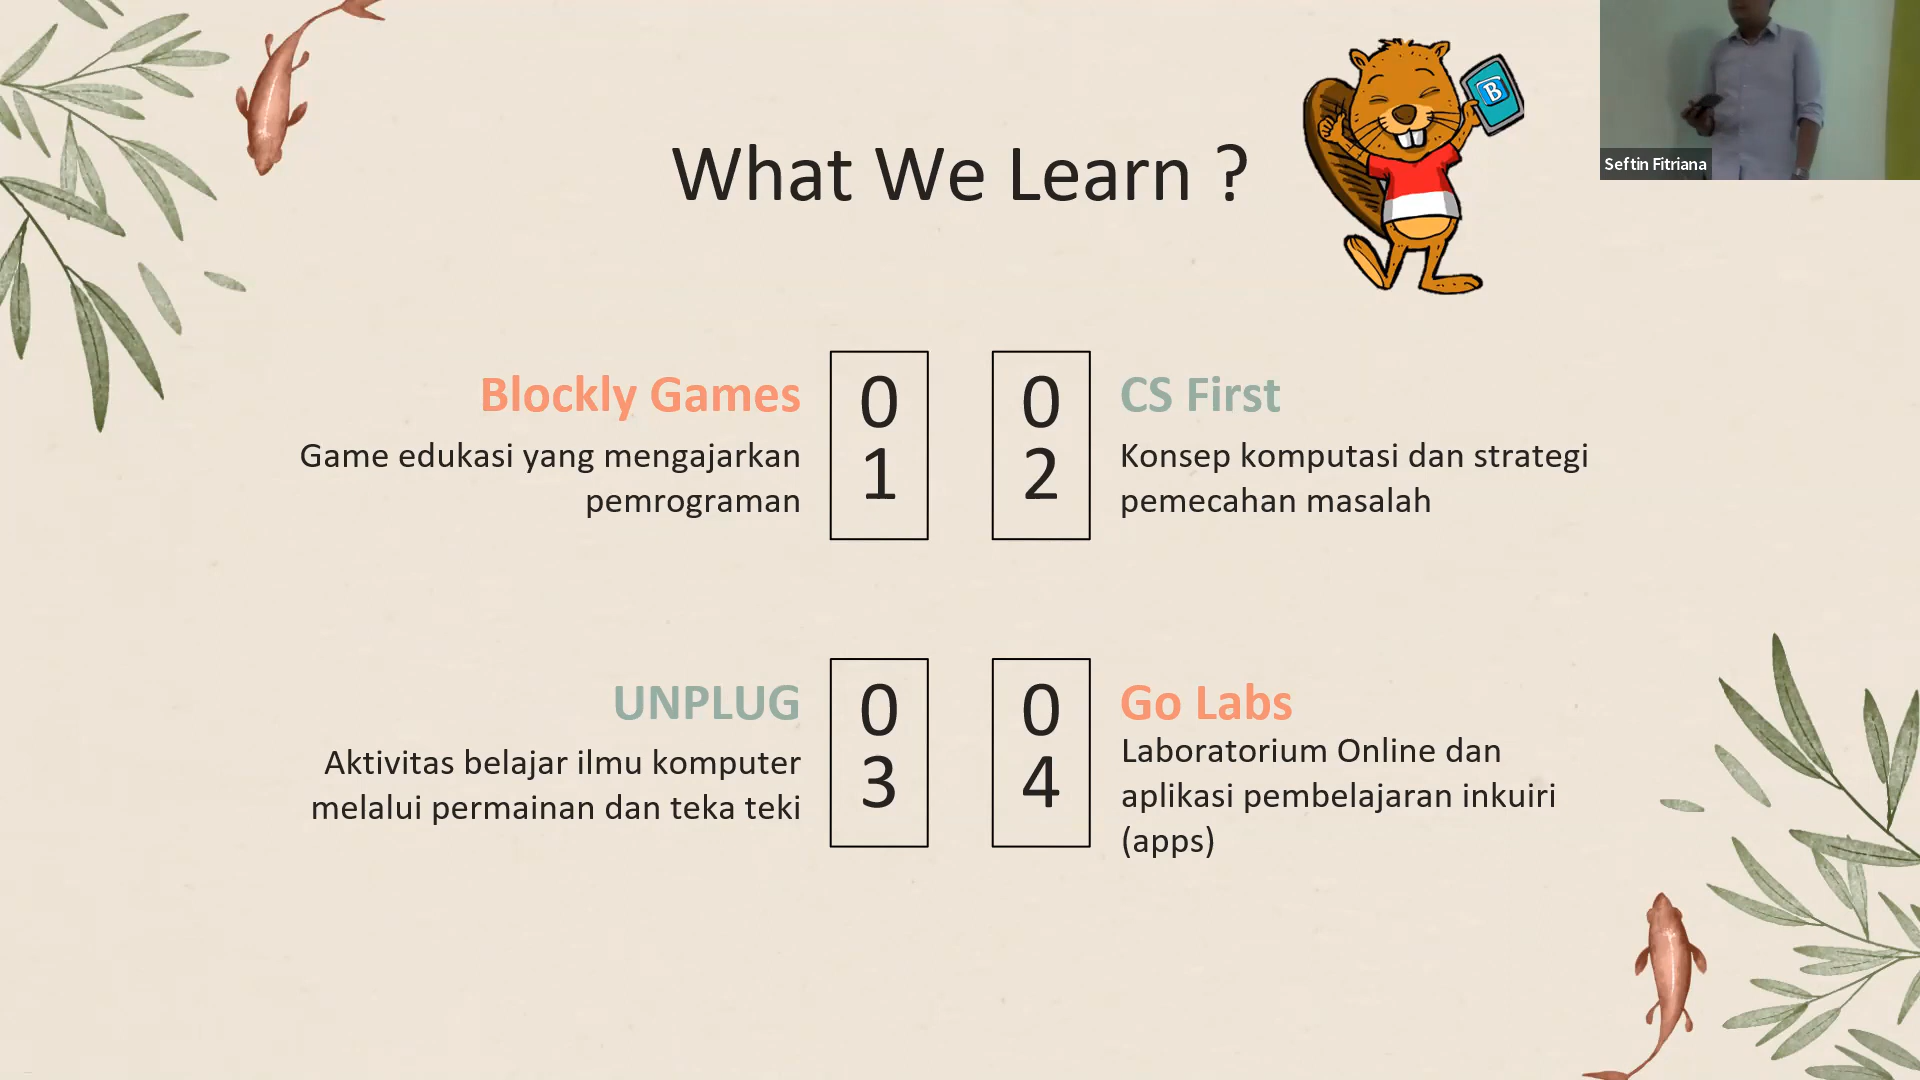 What We Learn ?
B
Seftin Fitriana
Blockly Games
Game edukasi yang mengajarkan
pemrograman
0
1
0
2
CS First
Konsep komputasi dan strategi
pemecahan masalah
UNPLUG
Aktivitas belajar ilmu komputer
melalui permainan dan teka teki
0
3
0
4
Go Labs
Laboratorium Online dan
aplikasi pembelajaran inkuiri
(apps)